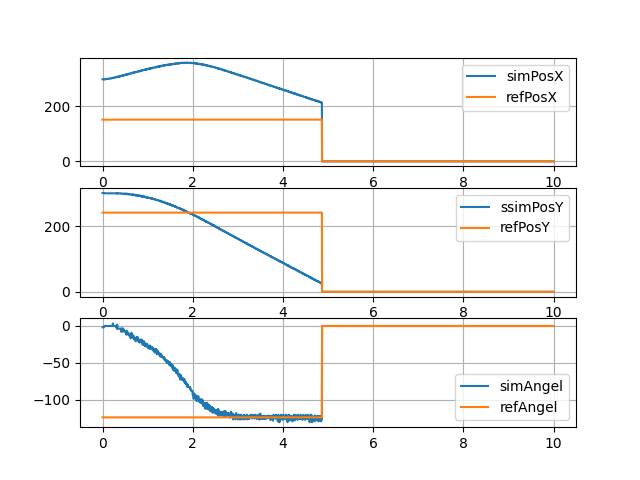 200
0
simPosX
refPosX
0 2 4 6 8 10
200
0
ssimPosY
refPosY
0 2 4 6 8 10
0
−50
−100
simAngel
refAngel
0 2 4 6 8 10